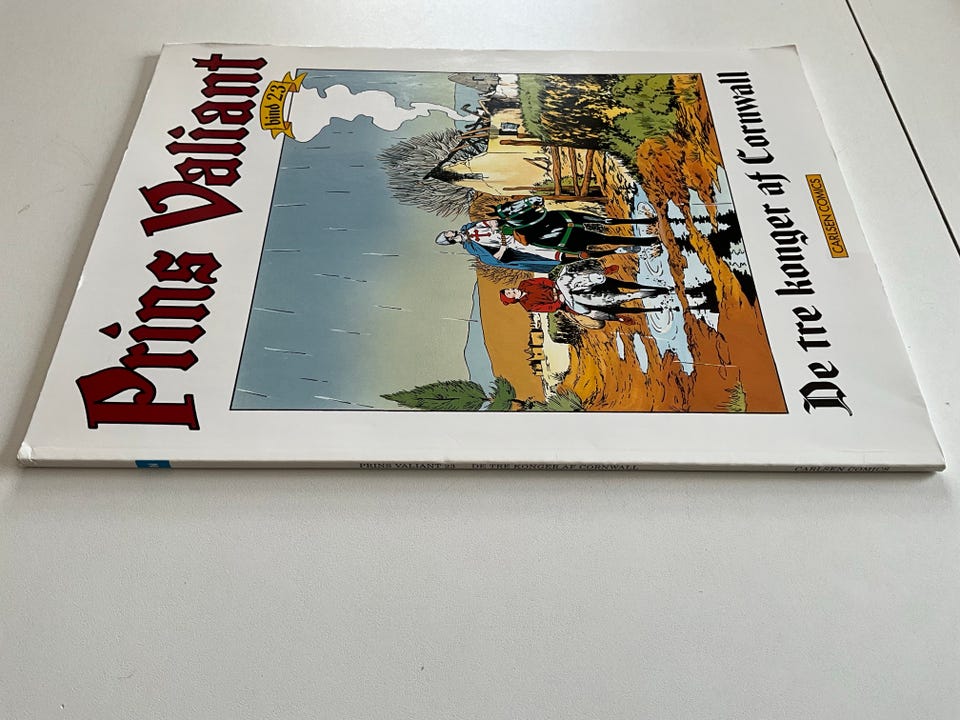 Prins Valiant
bind 23
De tre konger af Cornwall
CARLSEN COMICS
PRINS VALIANT 23 DE TRE KONGER AF CORNWALL CARLSEN COMICS